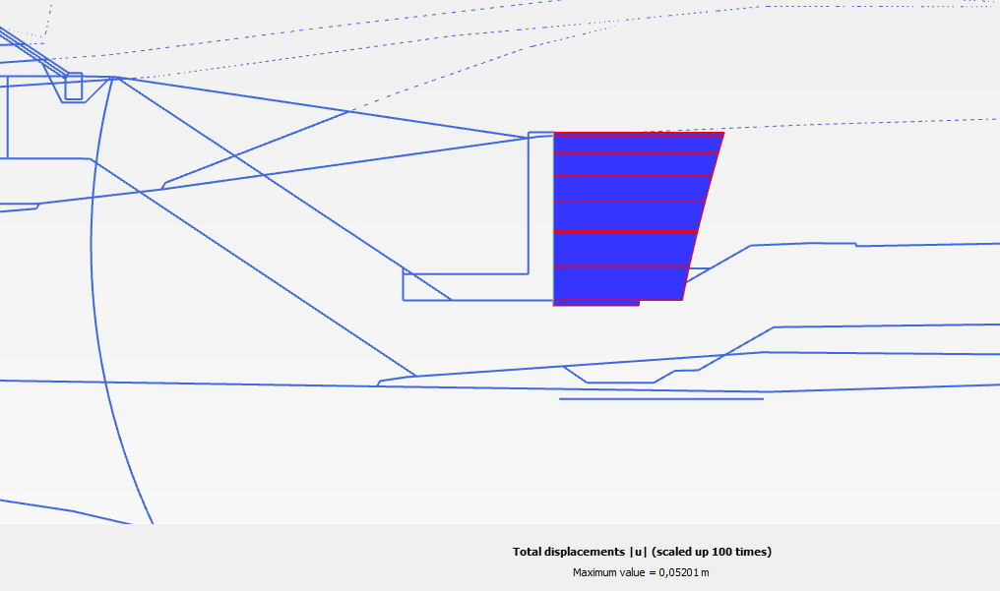 Total displacements |u| (scaled up 100 times)
Maximum value = 0,05201 m